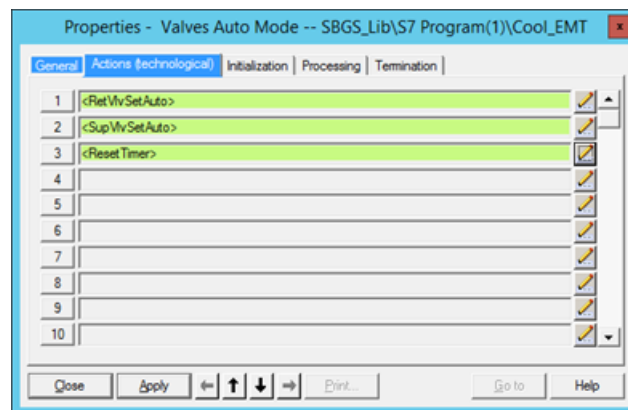 Properties - Valves Auto Mode -- SBGS_Lib\S7 Program(1)\Cool_EMT x
General Actions (technological) Initialization Processing Termination
1 <RetVlvSetAuto>
2 <SupVlvSetAuto>
3 <ResetTimer>
4
5
6
7
8
9
10
Close Apply Print... Go to Help